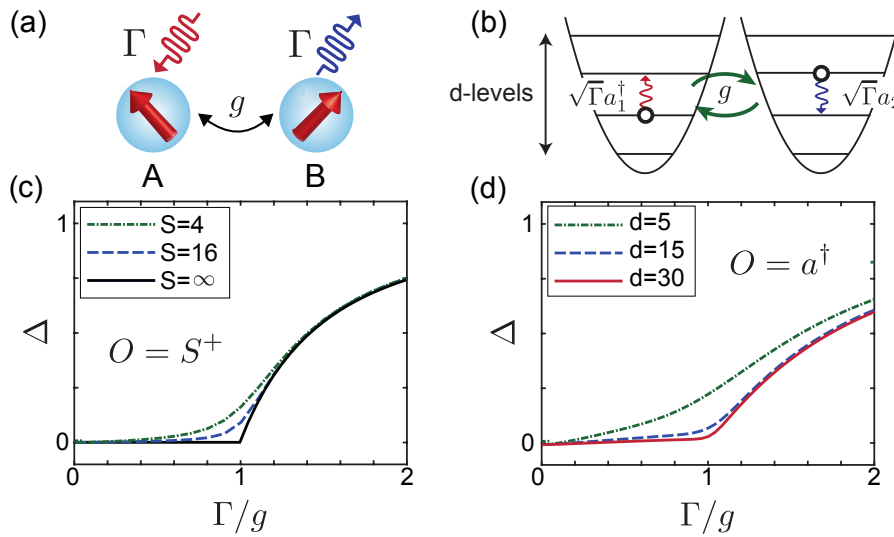 (a)
Γ
Γ
g
A
B
(b)
d-levels
√Γa₁†
g
√Γa₂
(c)
S=4
S=16
S=∞
O = S⁺
Δ
1
0
0
1
2
Γ/g
(d)
d=5
d=15
d=30
O = a†
Δ
1
0
0
1
2
Γ/g